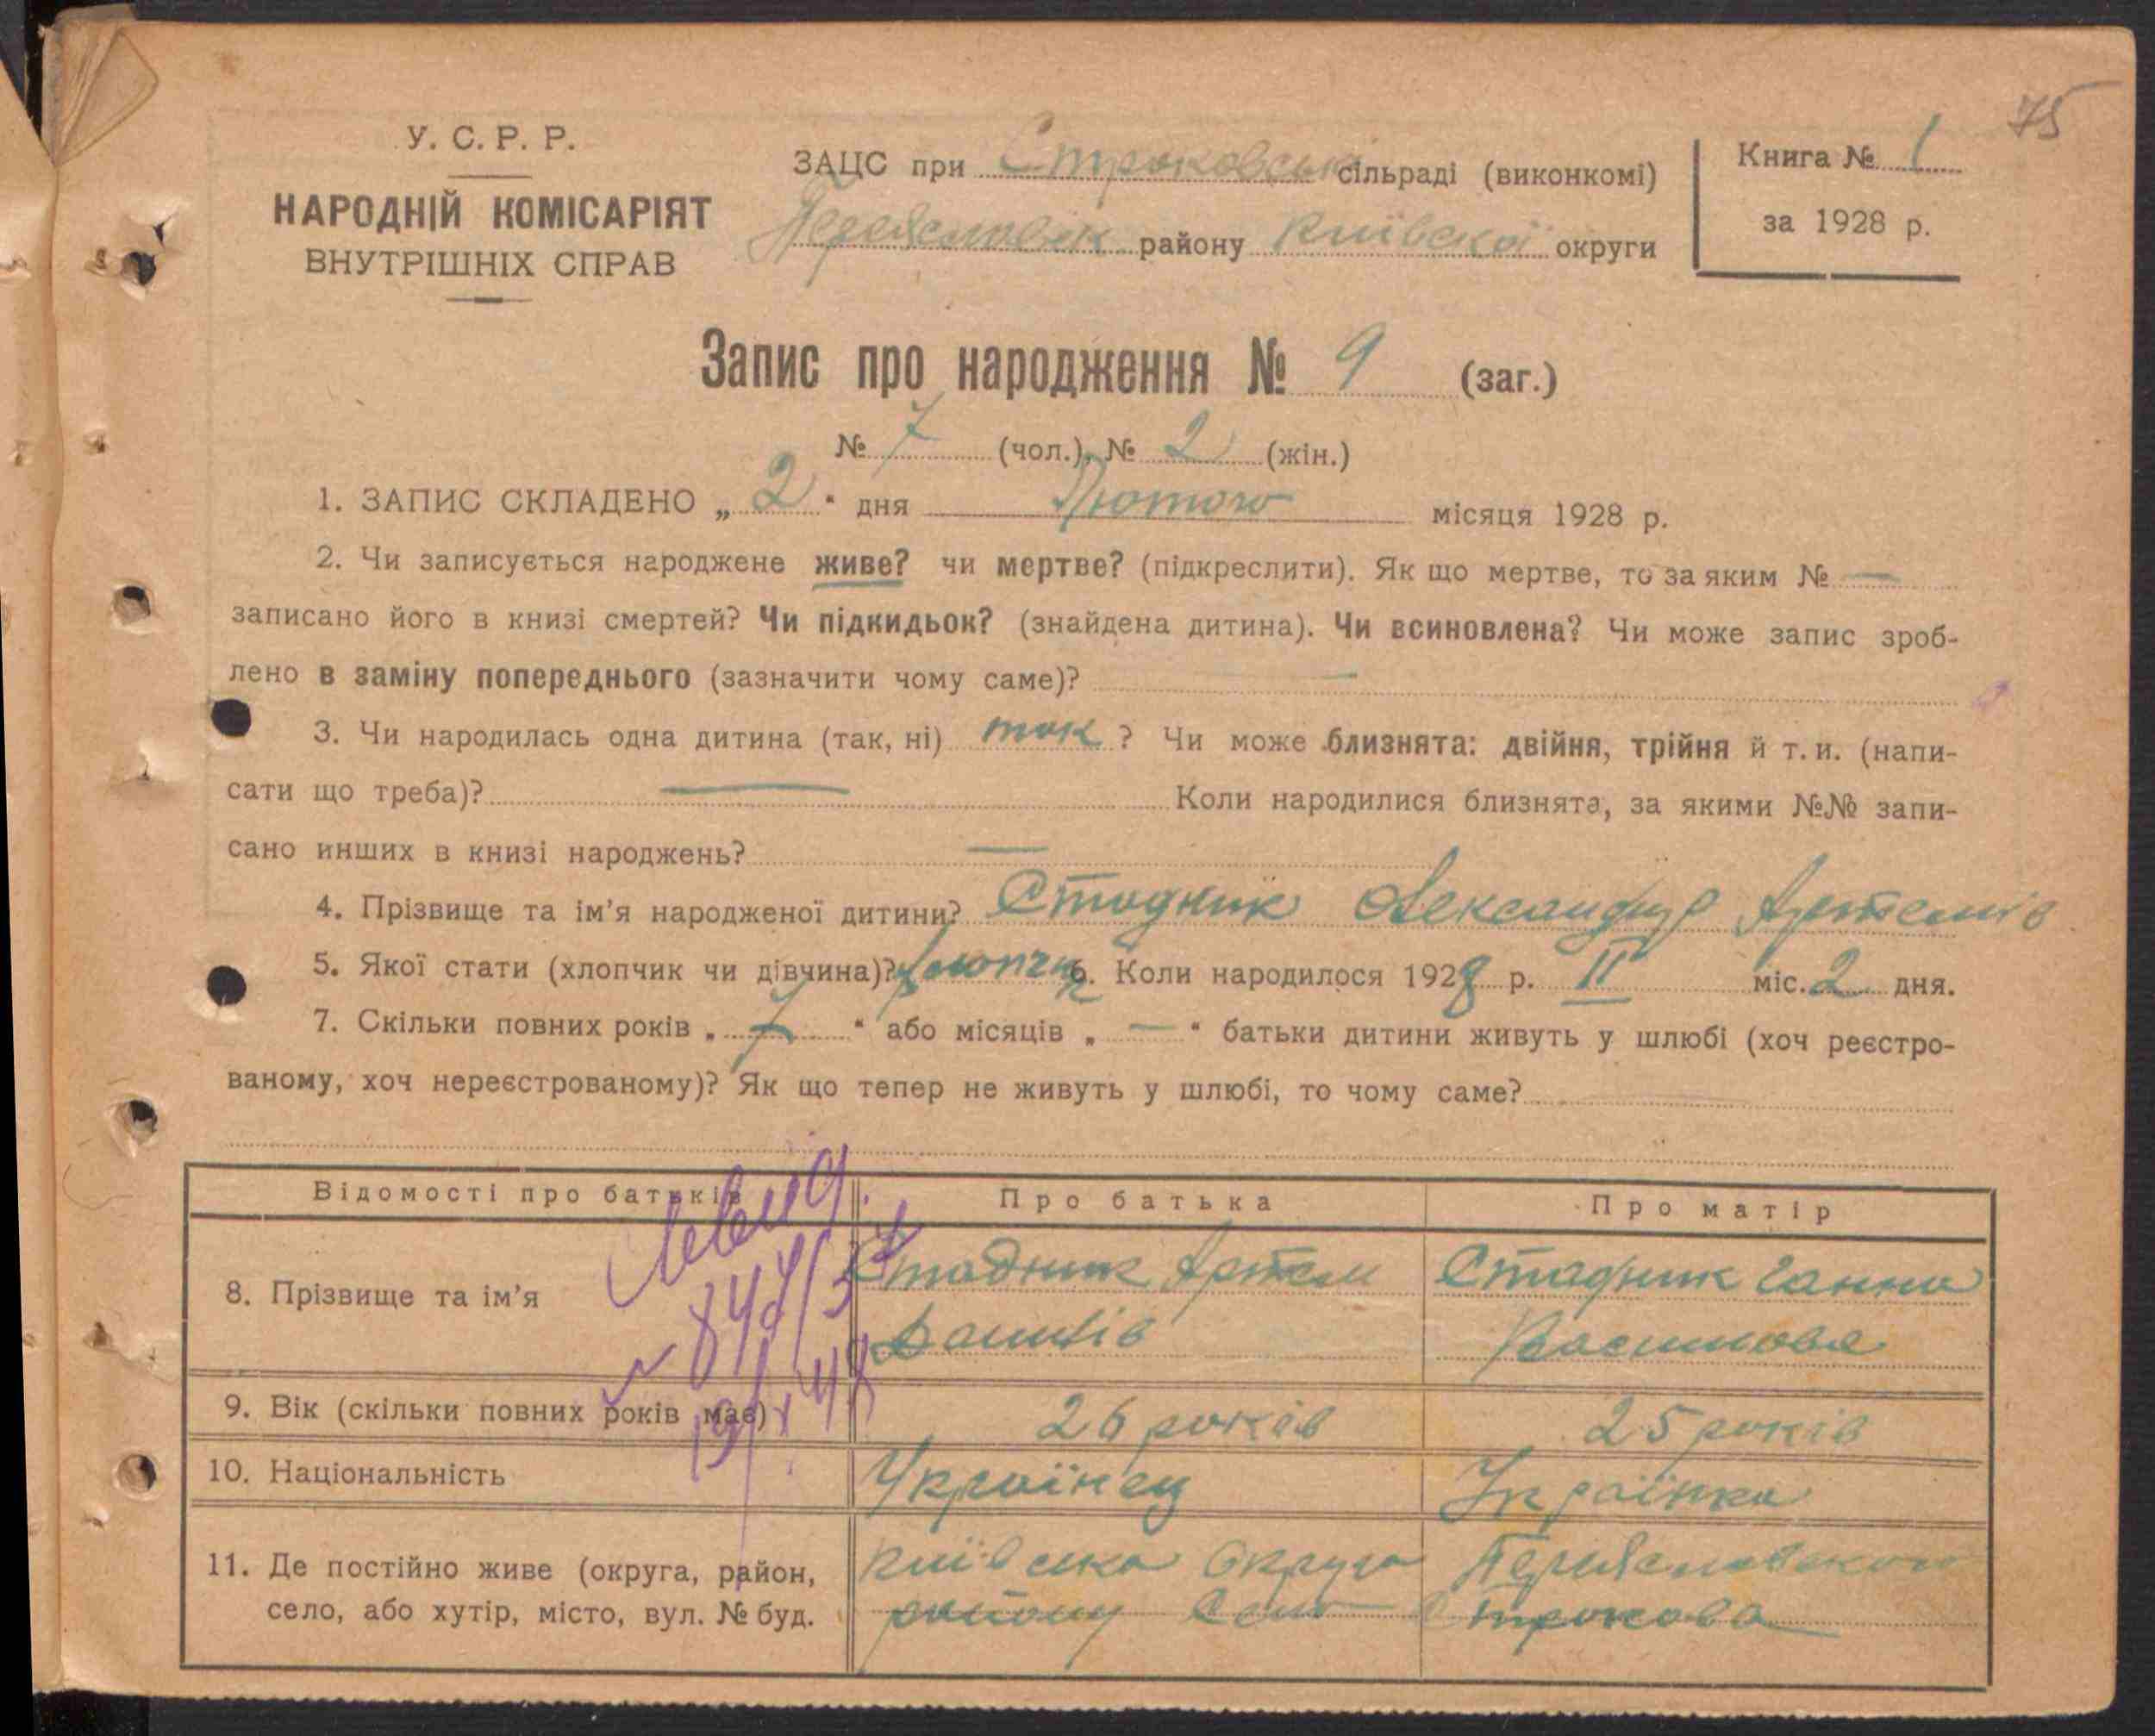 75
У. С. Р. Р.
НАРОДНІЙ КОМІСАРІЯТ
ВНУТРІШНІХ СПРАВ
ЗАЦС при Строковськ сільраді (виконкомі)
району Київської округи
Книга № 1
за 1928 р.
Запис про народження № 9 (заг.)
№ 7 (чол.), № 2 (жін.)
1. ЗАПИС СКЛАДЕНО „ 2 “ дня Лютого місяця 1928 р.
2. Чи записується народжене живе? чи мертве? (підкреслити). Як що мертве, то за яким № —
записано його в книзі смертей? Чи підкидьок? (знайдена дитина). Чи всиновлена? Чи може запис зроб-
лено в заміну попереднього (зазначити чому саме)? —
3. Чи народилась одна дитина (так, ні) так ? Чи може близнята: двійня, трійня й т. и. (напи-
сати що треба)? — Коли народилися близнята, за якими №№ запи-
сано инших в книзі народжень? —
4. Прізвище та ім’я народженої дитини? Стадник Александр Артемів
5. Якої стати (хлопчик чи дівчина)? хлопчик 6. Коли народилося 1928 р. II міс. 2 дня.
7. Скільки повних років „ 7 “ або місяців „ — “ батьки дитини живуть у шлюбі (хоч реєстро-
ваному, хоч нереєстрованому)? Як що тепер не живуть у шлюбі, то чому саме?
Відомості про батьків Про батька Про матір
8. Прізвище та ім’я Стадник Артем Стадник Ганна
Василова
9. Вік (скільки повних років має) 26 років 25 років
10. Національність Українец Українка
11. Де постійно живе (округа, район, Київська Округа Переяславского
село, або хутір, місто, вул. № буд. району Село Строкова